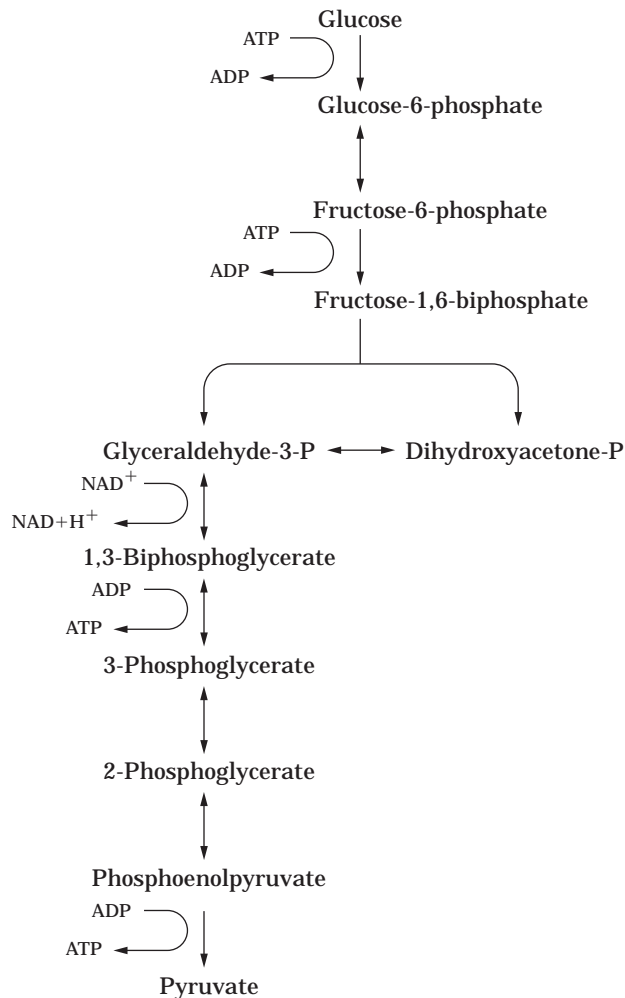 Glucose
ATP
ADP
Glucose-6-phosphate
Fructose-6-phosphate
ATP
ADP
Fructose-1,6-biphosphate
Glyceraldehyde-3-P Dihydroxyacetone-P
NAD+
NAD+H+
1,3-Biphosphoglycerate
ADP
ATP
3-Phosphoglycerate
2-Phosphoglycerate
Phosphoenolpyruvate
ADP
ATP
Pyruvate